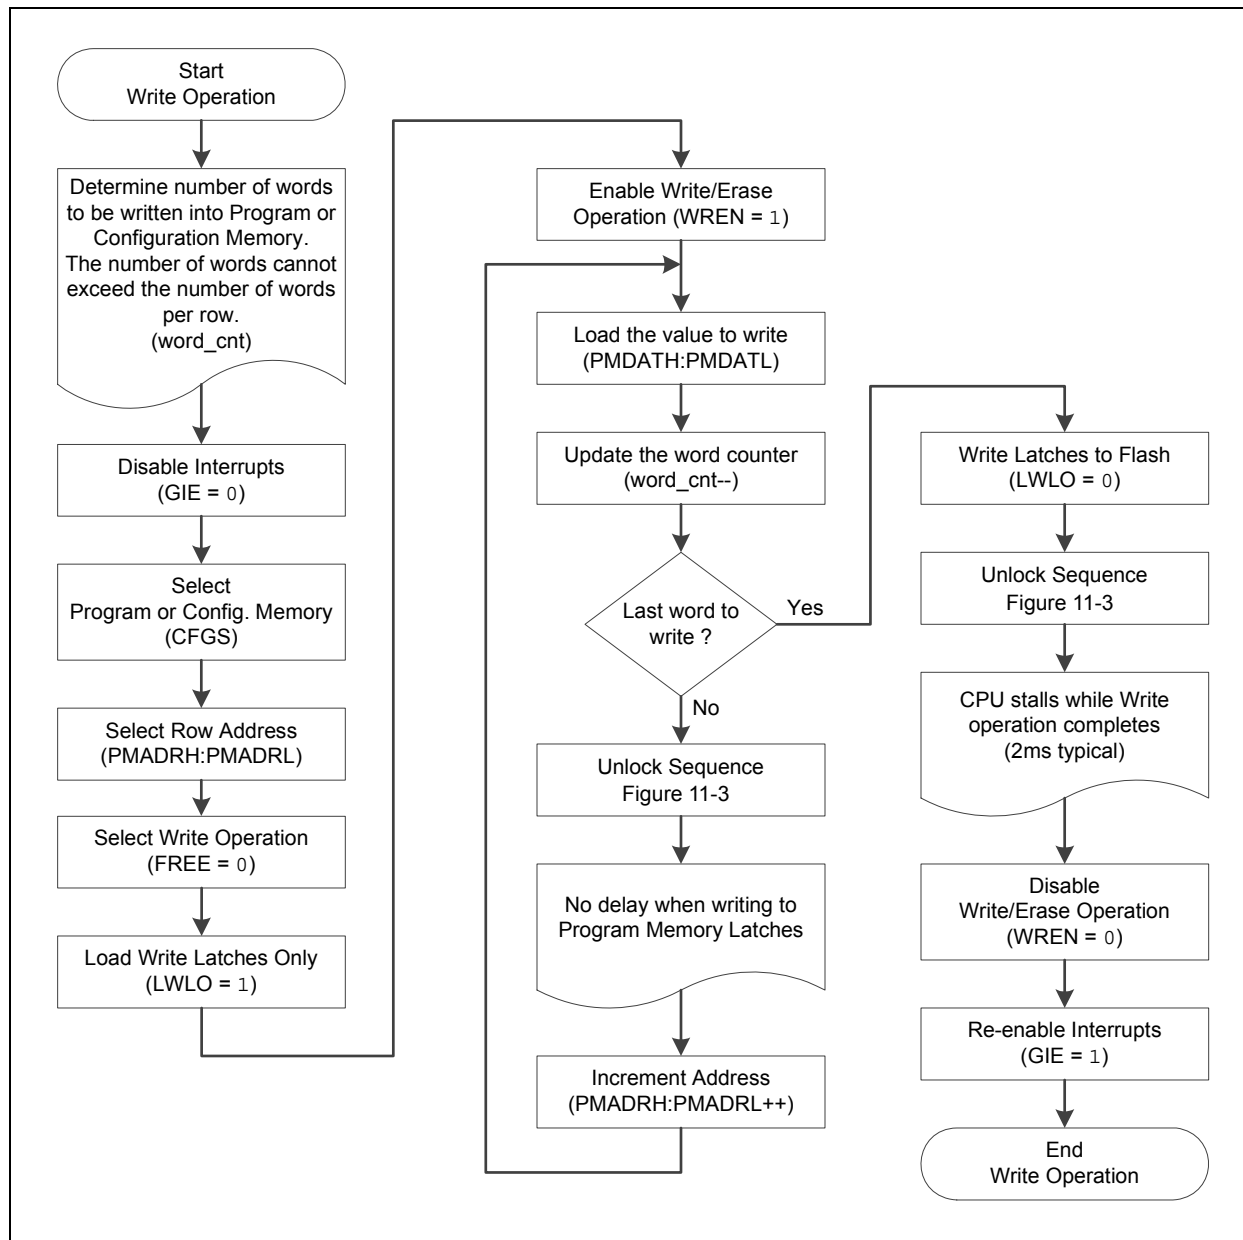 Start
Write Operation
Determine number of words
to be written into Program or
Configuration Memory.
The number of words cannot
exceed the number of words
per row.
(word_cnt)
Disable Interrupts
(GIE = 0)
Select
Program or Config. Memory
(CFGS)
Select Row Address
(PMADRH:PMADRL)
Select Write Operation
(FREE = 0)
Load Write Latches Only
(LWLO = 1)
Enable Write/Erase
Operation (WREN = 1)
Load the value to write
(PMDATH:PMDATL)
Update the word counter
(word_cnt--)
Last word to
write ?
Yes
No
Unlock Sequence
Figure 11-3
No delay when writing to
Program Memory Latches
Increment Address
(PMADRH:PMADRL++)
Write Latches to Flash
(LWLO = 0)
Unlock Sequence
Figure 11-3
CPU stalls while Write
operation completes
(2ms typical)
Disable
Write/Erase Operation
(WREN = 0)
Re-enable Interrupts
(GIE = 1)
End
Write Operation